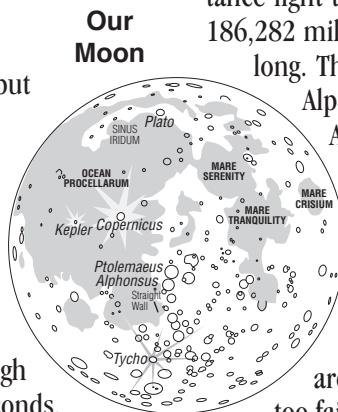 Our
Moon
tance light t
186,282 mil
long. Th
Alp
A
out
SINUS
IRIDUM
Plato
OCEAN
PROCELLARUM
MARE
SERENITY
MARE
CRISIUM
MARE
TRANQUILITY
Kepler Copernicus
Ptolemaeus
Alphonsus
Straight
Wall
Tycho
gh
onds.
are
too fai